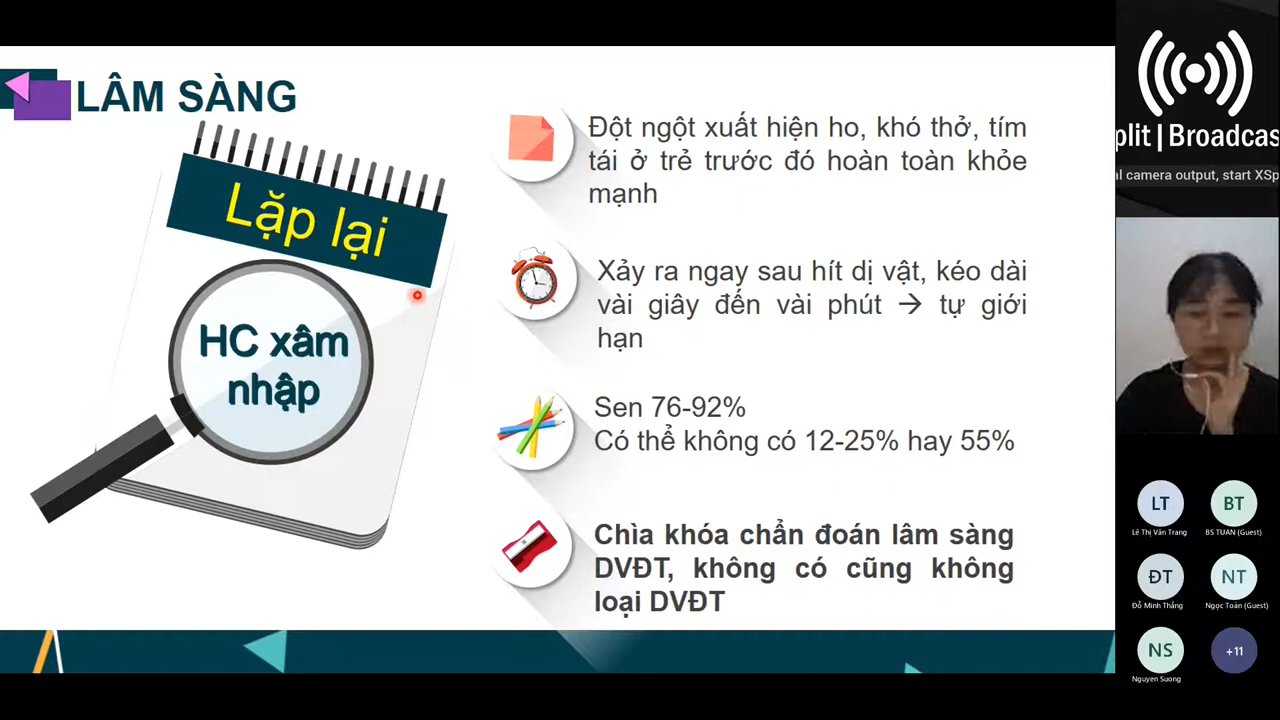 LÂM SÀNG
Lặp lại
HC xâm
nhập
Đột ngột xuất hiện ho, khó thở, tím
tái ở trẻ trước đó hoàn toàn khỏe
mạnh
Xảy ra ngay sau hít dị vật, kéo dài
vài giây đến vài phút → tự giới
hạn
Sen 76-92%
Có thể không có 12-25% hay 55%
Chìa khóa chẩn đoán lâm sàng
DVĐT, không có cũng không
loại DVĐT
plit | Broadcas
al camera output, start XSp
LT
BT
Lê Thị Vân Trang
BS TUAN (Guest)
ĐT
NT
Đỗ Minh Thắng
Ngọc Toàn (Guest)
NS
+11
Nguyen Suong